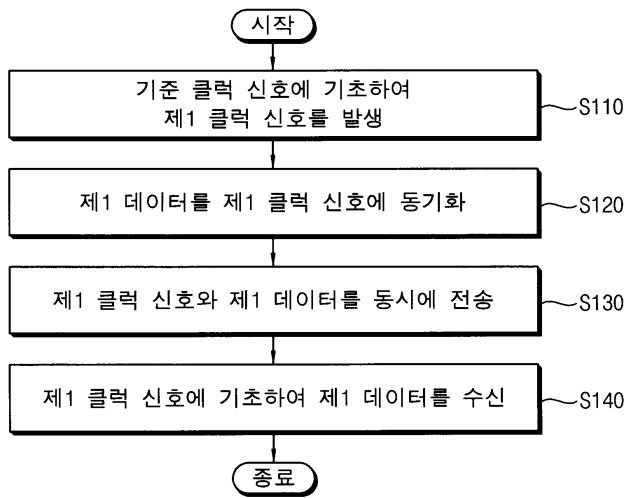 시작
기준 클럭 신호에 기초하여
제1 클럭 신호를 발생
S110
제1 데이터를 제1 클럭 신호에 동기화
S120
제1 클럭 신호와 제1 데이터를 동시에 전송
S130
제1 클럭 신호에 기초하여 제1 데이터를 수신
S140
종료